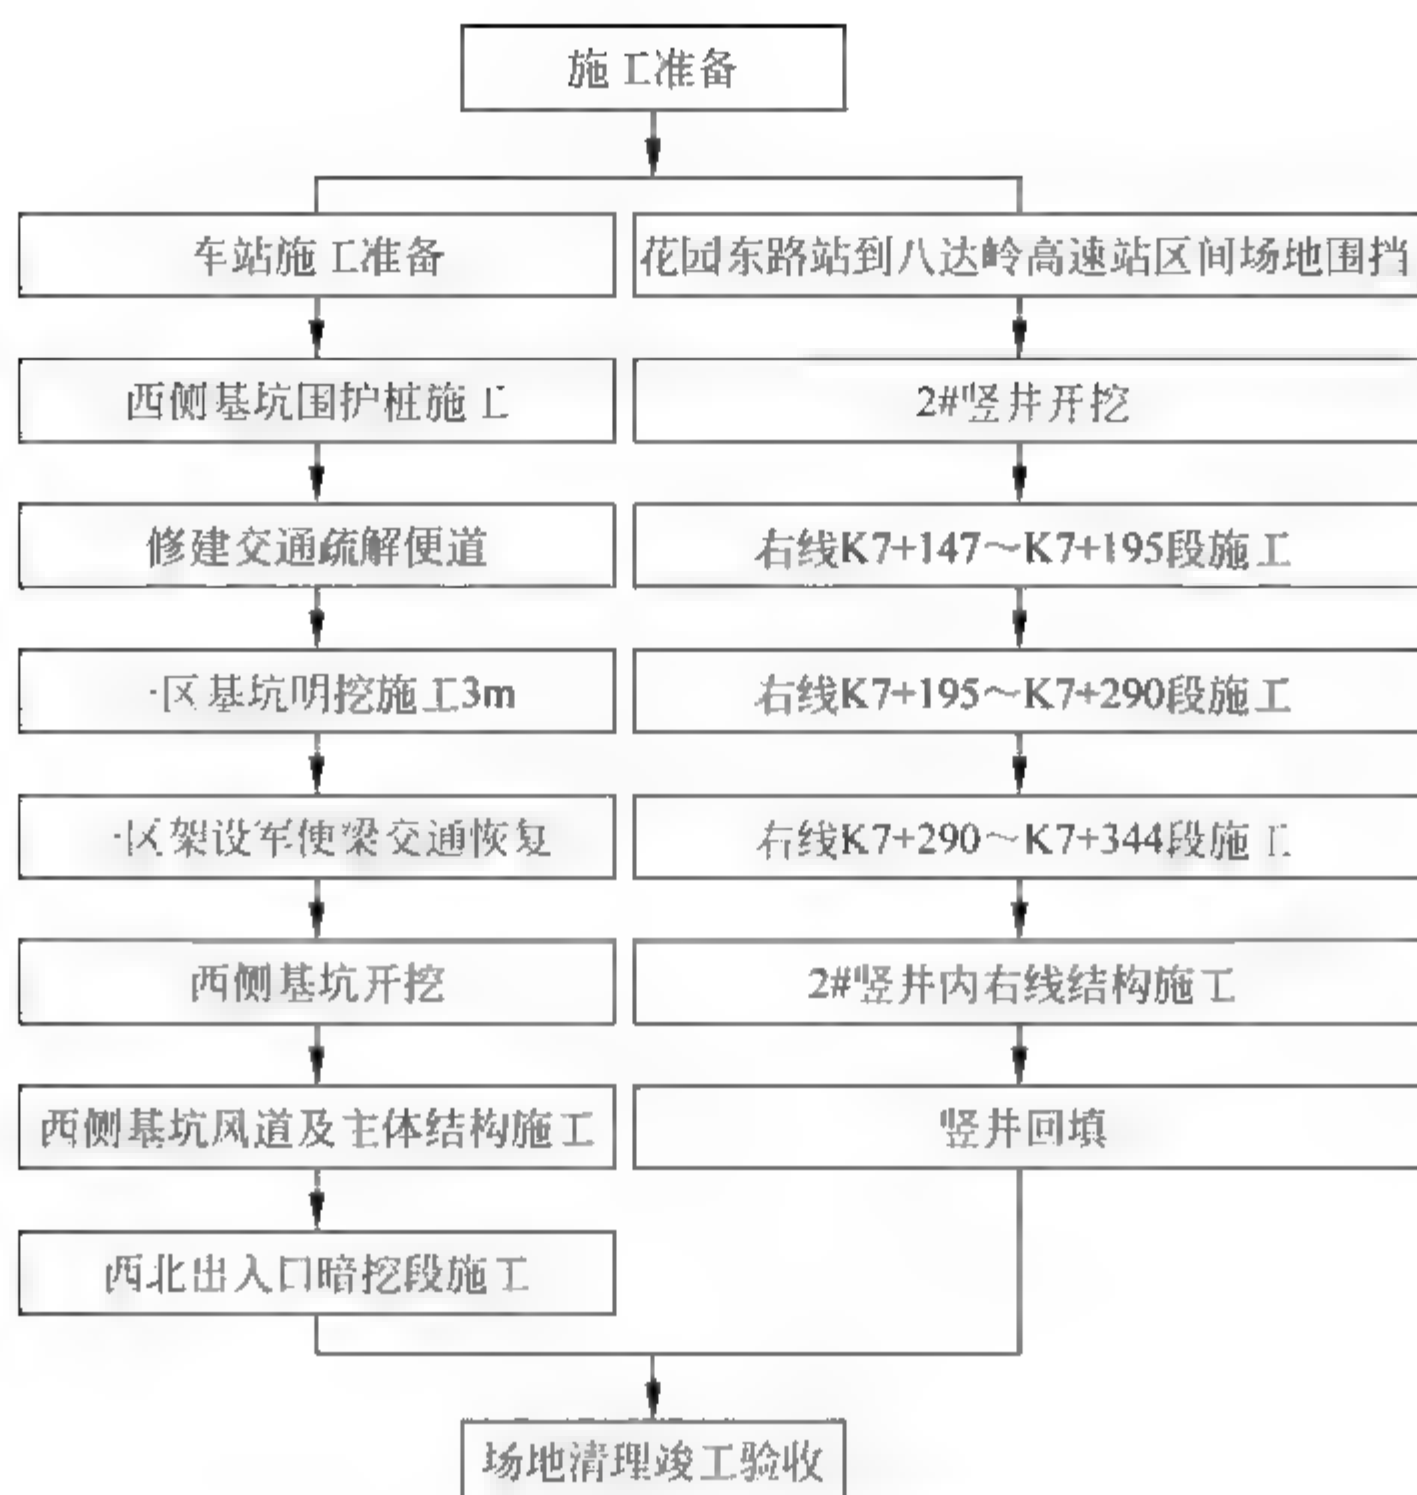 施工准备
车站施工准备
花园东路站到八达岭高速站区间场地围挡
西侧基坑围护桩施工
2#竖井开挖
修建交通疏解便道
右线K7+147～K7+195段施工
一区基坑明挖施工3m
右线K7+195～K7+290段施工
一区架设军便梁交通恢复
右线K7+290～K7+344段施工
西侧基坑开挖
2#竖井内右线结构施工
西侧基坑风道及主体结构施工
竖井回填
西北出入口暗挖段施工
场地清理竣工验收